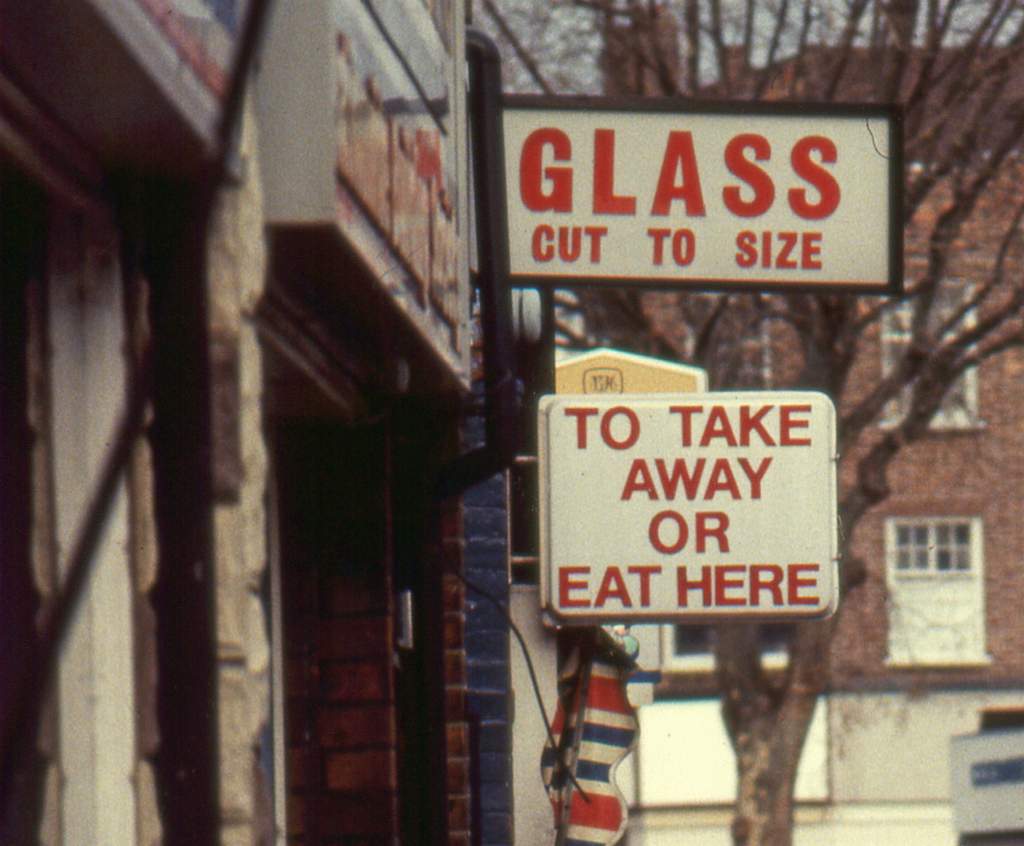 GLASS
CUT TO SIZE
TO TAKE
AWAY
OR
EAT HERE